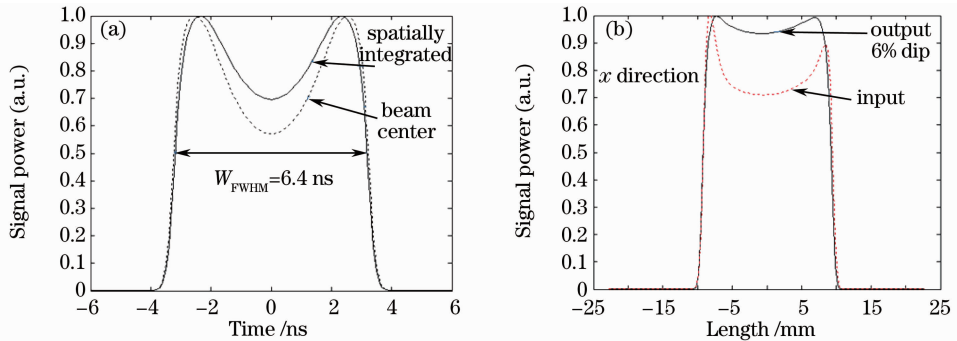 (a)
Signal power (a.u.)
1.0
0.9
0.8
0.7
0.6
0.5
0.4
0.3
0.2
0.1
0
spatially
integrated
beam
center
W_FWHM=6.4 ns
−6 −4 −2 0 2 4 6
Time /ns
(b)
Signal power (a.u.)
1.0
0.9
0.8
0.7
0.6
0.5
0.4
0.3
0.2
0.1
0
x direction
output
6% dip
input
−25 −15 −5 5 15 25
Length /mm